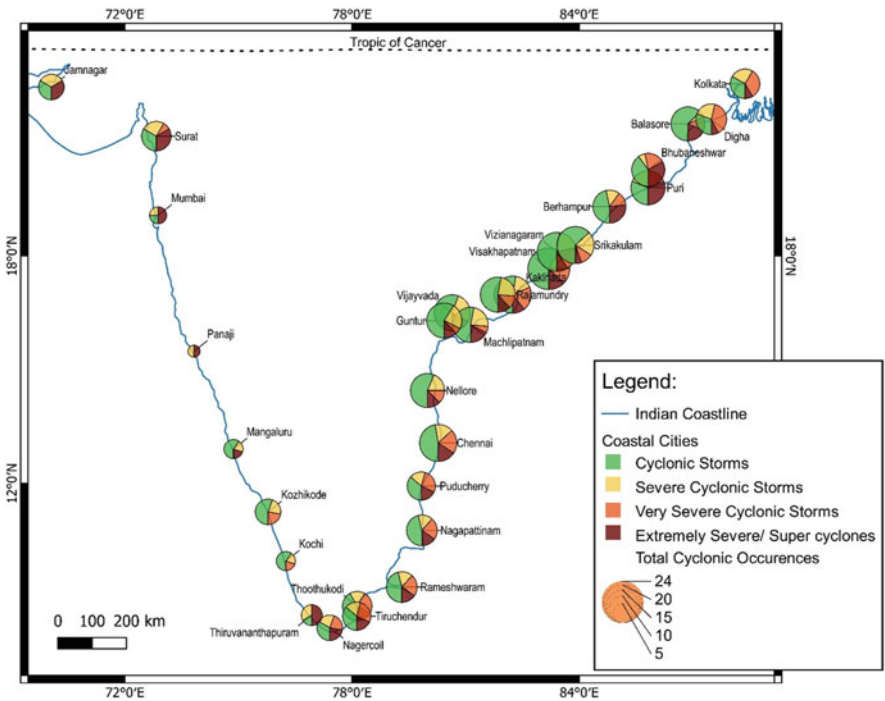 72°0'E 78°0'E 84°0'E
Tropic of Cancer
Jamnagar
Kolkata
Surat
Balasore
Digha
Bhubaneshwar
Puri
Mumbai
Berhampur
Vizianagaram
Srikakulam
Visakhapatnam
18°0'N
18°0'N
Kakinada
Vijayvada
Rajamundry
Guntur
Machlipatnam
Panaji
Nellore
Mangaluru
Chennai
12°0'N
Puducherry
Kozhikode
Nagapattinam
Kochi
Thoothukodi
Rameshwaram
Tiruchendur
Thiruvananthapuram
Nagercoil
0 100 200 km
Legend:
Indian Coastline
Coastal Cities
Cyclonic Storms
Severe Cyclonic Storms
Very Severe Cyclonic Storms
Extremely Severe/ Super cyclones
Total Cyclonic Occurences
24
20
15
10
5
72°0'E 78°0'E 84°0'E